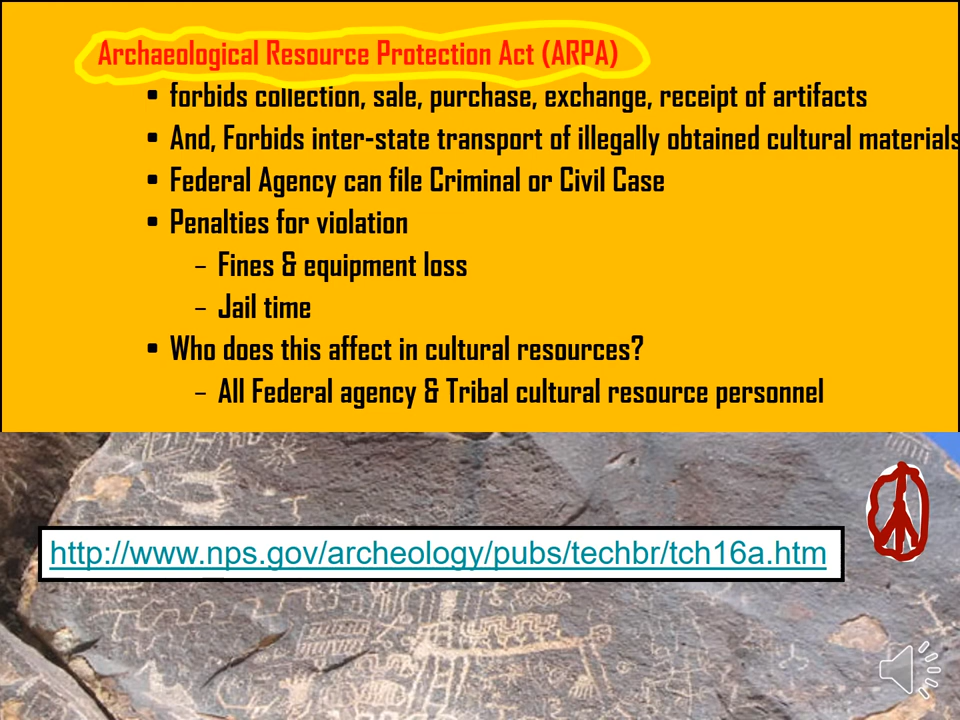 Archaeological Resource Protection Act (ARPA)
• forbids collection, sale, purchase, exchange, receipt of artifacts
• And, Forbids inter-state transport of illegally obtained cultural materials
• Federal Agency can file Criminal or Civil Case
• Penalties for violation
– Fines & equipment loss
– Jail time
• Who does this affect in cultural resources?
– All Federal agency & Tribal cultural resource personnel
http://www.nps.gov/archeology/pubs/techbr/tch16a.htm